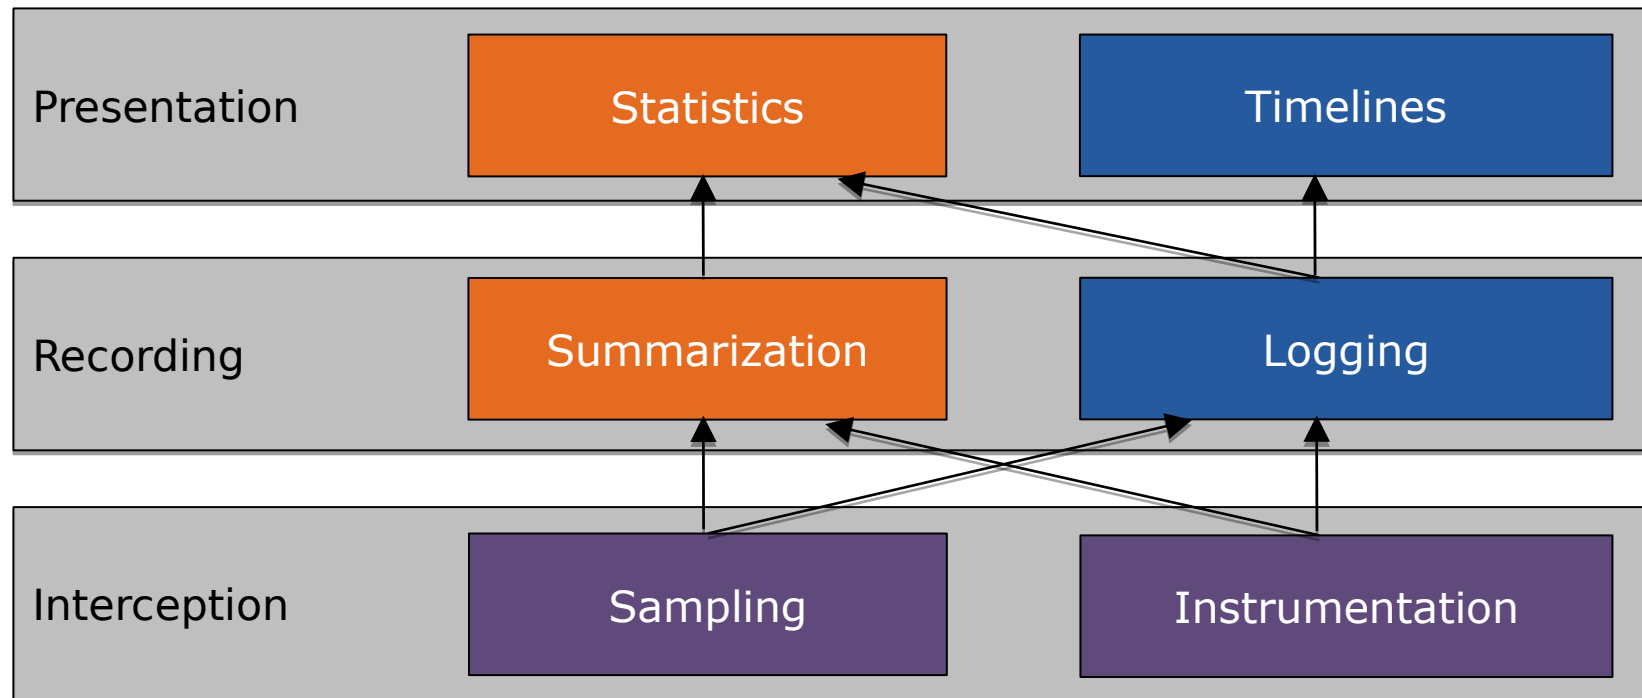 Presentation
Statistics
Timelines
Recording
Summarization
Logging
Interception
Sampling
Instrumentation